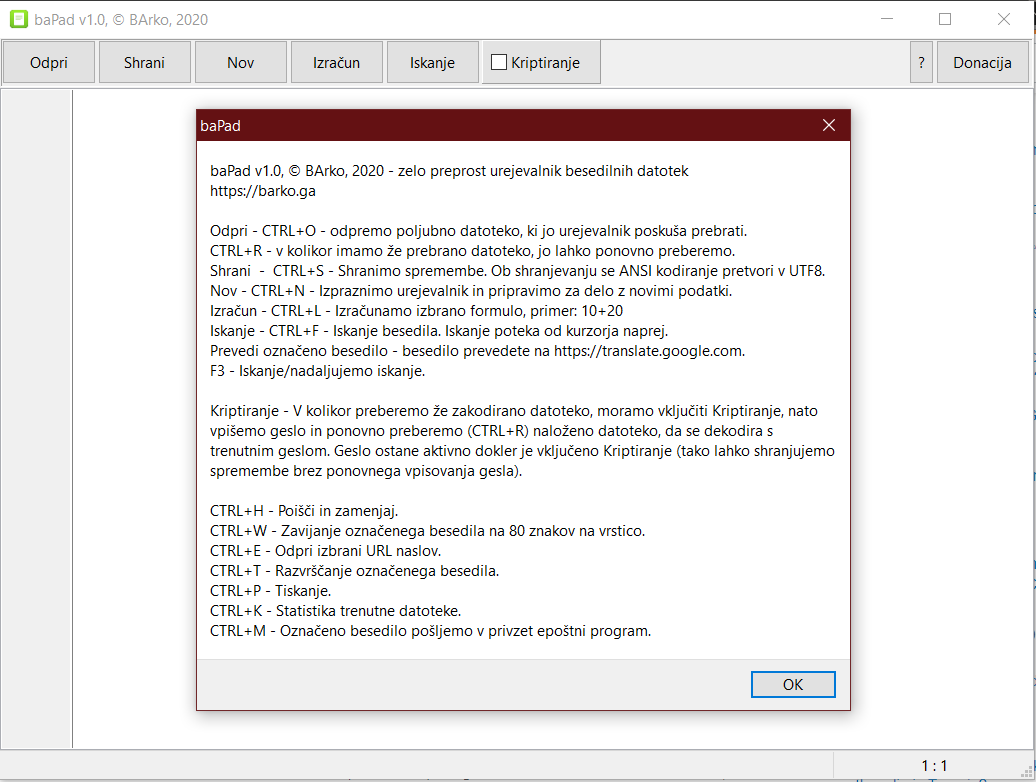 baPad v1.0, © BArko, 2020
Odpri Shrani Nov Izračun Iskanje Kriptiranje ? Donacija
baPad
baPad v1.0, © BArko, 2020 - zelo preprost urejevalnik besedilnih datotek
https://barko.ga
Odpri - CTRL+O - odpremo poljubno datoteko, ki jo urejevalnik poskuša prebrati.
CTRL+R - v kolikor imamo že prebrano datoteko, jo lahko ponovno preberemo.
Shrani  -  CTRL+S - Shranimo spremembe. Ob shranjevanju se ANSI kodiranje pretvori v UTF8.
Nov - CTRL+N - Izpraznimo urejevalnik in pripravimo za delo z novimi podatki.
Izračun - CTRL+L - Izračunamo izbrano formulo, primer: 10+20
Iskanje - CTRL+F - Iskanje besedila. Iskanje poteka od kurzorja naprej.
Prevedi označeno besedilo - besedilo prevedete na https://translate.google.com.
F3 - Iskanje/nadaljujemo iskanje.
Kriptiranje - V kolikor preberemo že zakodirano datoteko, moramo vključiti Kriptiranje, nato
vpišemo geslo in ponovno preberemo (CTRL+R) naloženo datoteko, da se dekodira s
trenutnim geslom. Geslo ostane aktivno dokler je vključeno Kriptiranje (tako lahko shranjujemo
spremembe brez ponovnega vpisovanja gesla).
CTRL+H - Poišči in zamenjaj.
CTRL+W - Zavijanje označenega besedila na 80 znakov na vrstico.
CTRL+E - Odpri izbrani URL naslov.
CTRL+T - Razvrščanje označenega besedila.
CTRL+P - Tiskanje.
CTRL+K - Statistika trenutne datoteke.
CTRL+M - Označeno besedilo pošljemo v privzet epoštni program.
OK
1 : 1